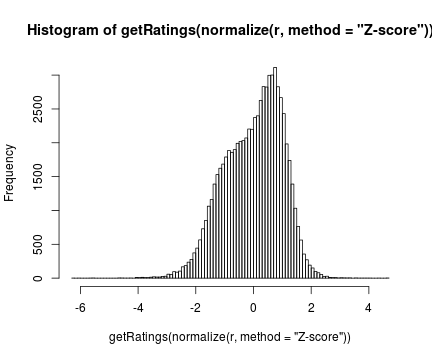 Histogram of getRatings(normalize(r, method = "Z-score"))
Frequency
2500
1500
500
0
-6 -4 -2 0 2 4
getRatings(normalize(r, method = "Z-score"))